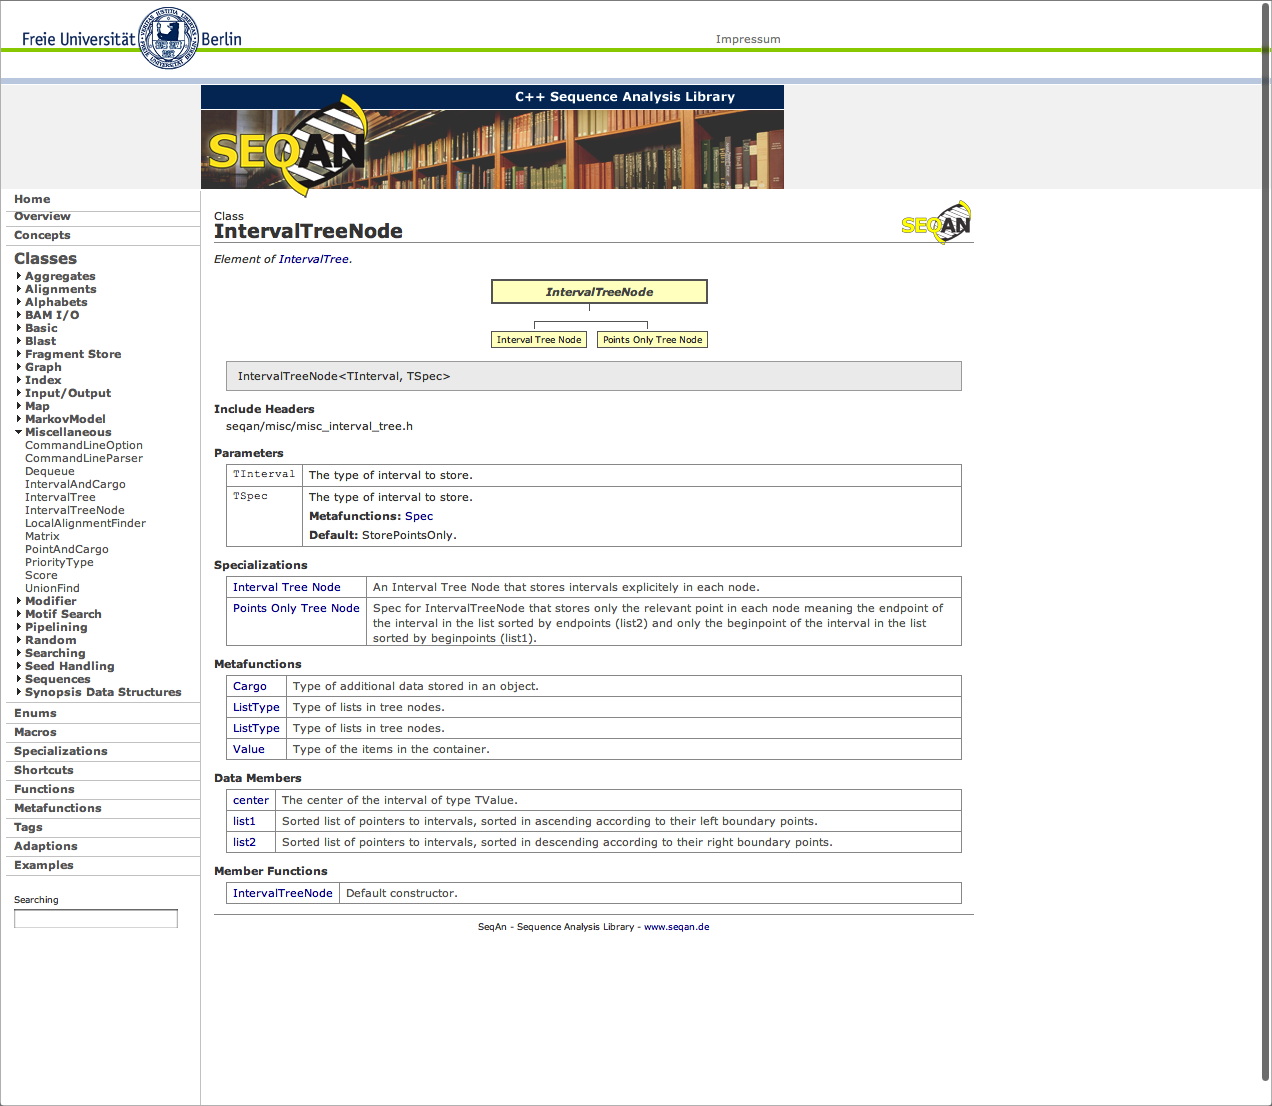 Freie Universität Berlin
Impressum
C++ Sequence Analysis Library
SEQAN
Home
Overview
Concepts
Classes
Aggregates
Alignments
Alphabets
BAM I/O
Basic
Blast
Fragment Store
Graph
Index
Input/Output
Map
MarkovModel
Miscellaneous
CommandLineOption
CommandLineParser
Dequeue
IntervalAndCargo
IntervalTree
IntervalTreeNode
LocalAlignmentFinder
Matrix
PointAndCargo
PriorityType
Score
UnionFind
Modifier
Motif Search
Pipelining
Random
Searching
Seed Handling
Sequences
Synopsis Data Structures
Enums
Macros
Specializations
Shortcuts
Functions
Metafunctions
Tags
Adaptions
Examples
Searching
Class
IntervalTreeNode
SEQAN
Element of IntervalTree.
IntervalTreeNode
Interval Tree Node Points Only Tree Node
IntervalTreeNode<TInterval, TSpec>
Include Headers
seqan/misc/misc_interval_tree.h
Parameters
TInterval The type of interval to store.
TSpec The type of interval to store.
Metafunctions: Spec
Default: StorePointsOnly.
Specializations
Interval Tree Node An Interval Tree Node that stores intervals explicitely in each node.
Points Only Tree Node Spec for IntervalTreeNode that stores only the relevant point in each node meaning the endpoint of
the interval in the list sorted by endpoints (list2) and only the beginpoint of the interval in the list
sorted by beginpoints (list1).
Metafunctions
Cargo Type of additional data stored in an object.
ListType Type of lists in tree nodes.
ListType Type of lists in tree nodes.
Value Type of the items in the container.
Data Members
center The center of the interval of type TValue.
list1 Sorted list of pointers to intervals, sorted in ascending according to their left boundary points.
list2 Sorted list of pointers to intervals, sorted in descending according to their right boundary points.
Member Functions
IntervalTreeNode Default constructor.
SeqAn - Sequence Analysis Library - www.seqan.de